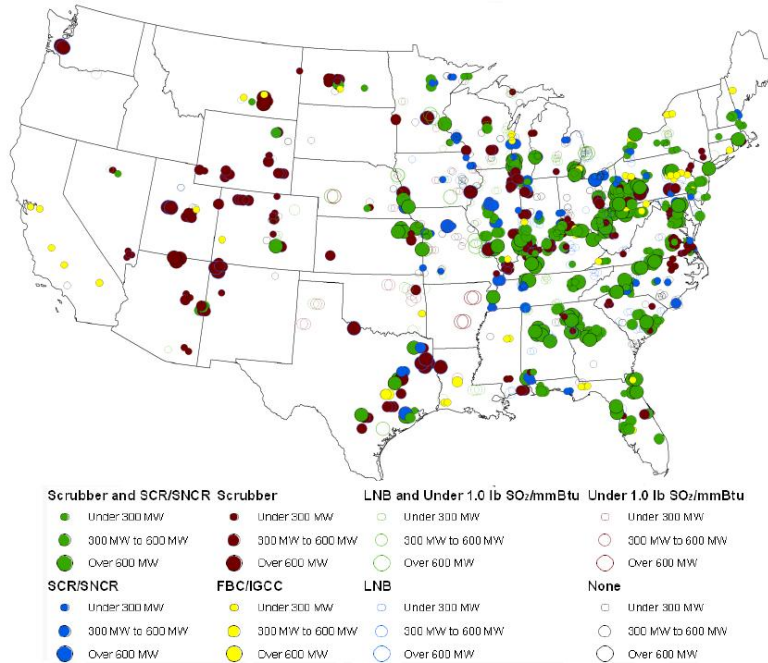 Scrubber and SCR/SNCR Scrubber LNB and Under 1.0 lb SO₂/mmBtu Under 1.0 lb SO₂/mmBtu
Under 300 MW Under 300 MW Under 300 MW Under 300 MW
300 MW to 600 MW 300 MW to 600 MW 300 MW to 600 MW 300 MW to 600 MW
Over 600 MW Over 600 MW Over 600 MW Over 600 MW
SCR/SNCR FBC/IGCC LNB None
Under 300 MW Under 300 MW Under 300 MW Under 300 MW
300 MW to 600 MW 300 MW to 600 MW 300 MW to 600 MW 300 MW to 600 MW
Over 600 MW Over 600 MW Over 600 MW Over 600 MW